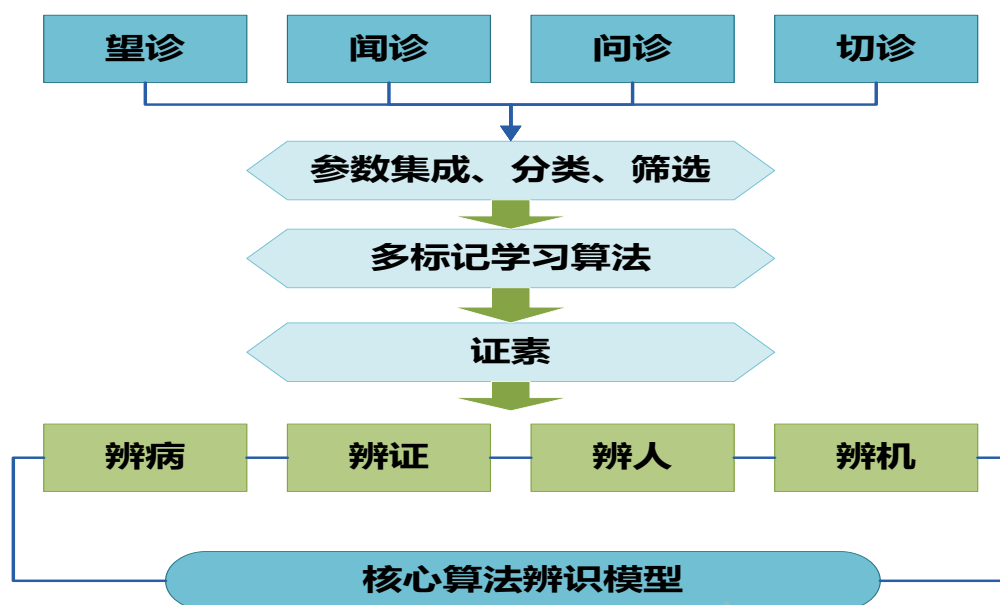 望诊 闻诊 问诊 切诊
参数集成、分类、筛选
多标记学习算法
证素
辨病 辨证 辨人 辨机
核心算法辨识模型